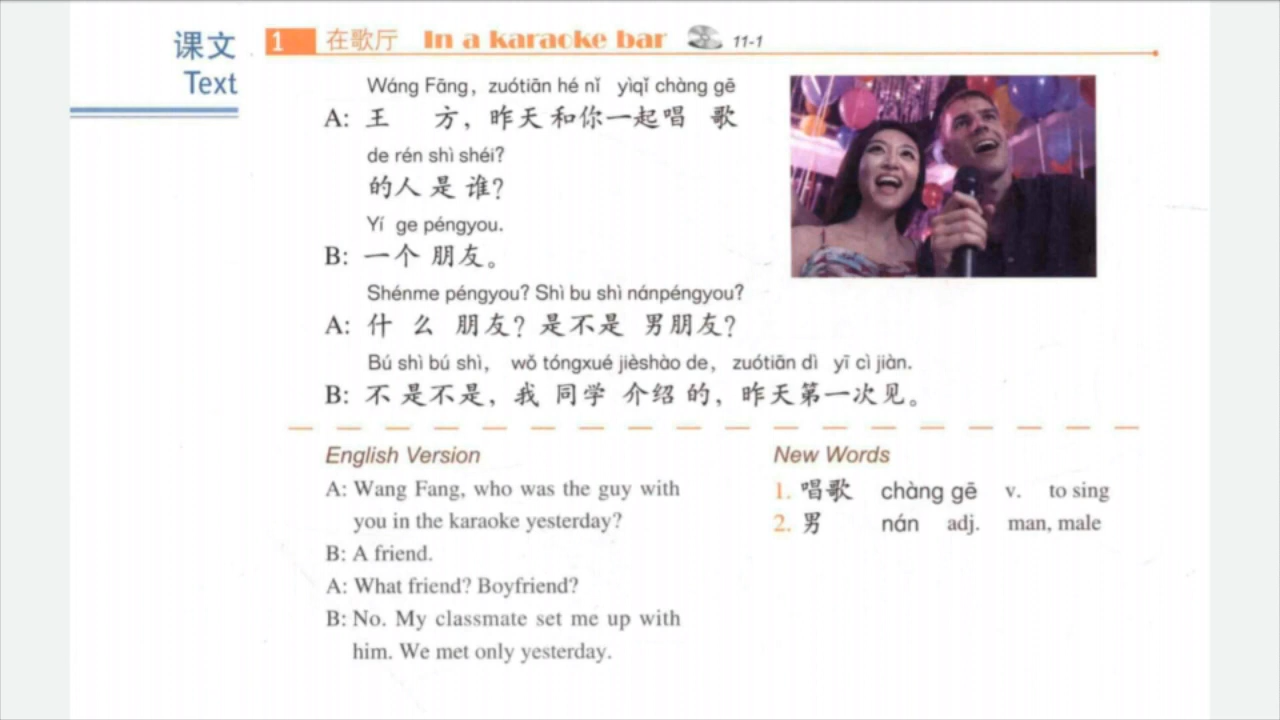 课文
Text
1 在歌厅 In a karaoke bar 11-1
Wáng Fāng, zuótiān hé nǐ yìqǐ chàng gē
A: 王 方，昨天和你一起唱 歌
de rén shì shéi?
的人是谁？
Yí ge péngyou.
B: 一个 朋友。
Shénme péngyou? Shì bu shì nánpéngyou?
A: 什 么 朋友？是不是 男朋友？
Bú shì bú shì, wǒ tóngxué jièshào de, zuótiān dì yī cì jiàn.
B: 不 是不是，我 同学 介绍 的，昨天第一次见。
English Version
A: Wang Fang, who was the guy with
you in the karaoke yesterday?
B: A friend.
A: What friend? Boyfriend?
B: No. My classmate set me up with
him. We met only yesterday.
New Words
1. 唱歌 chàng gē v. to sing
2. 男 nán adj. man, male